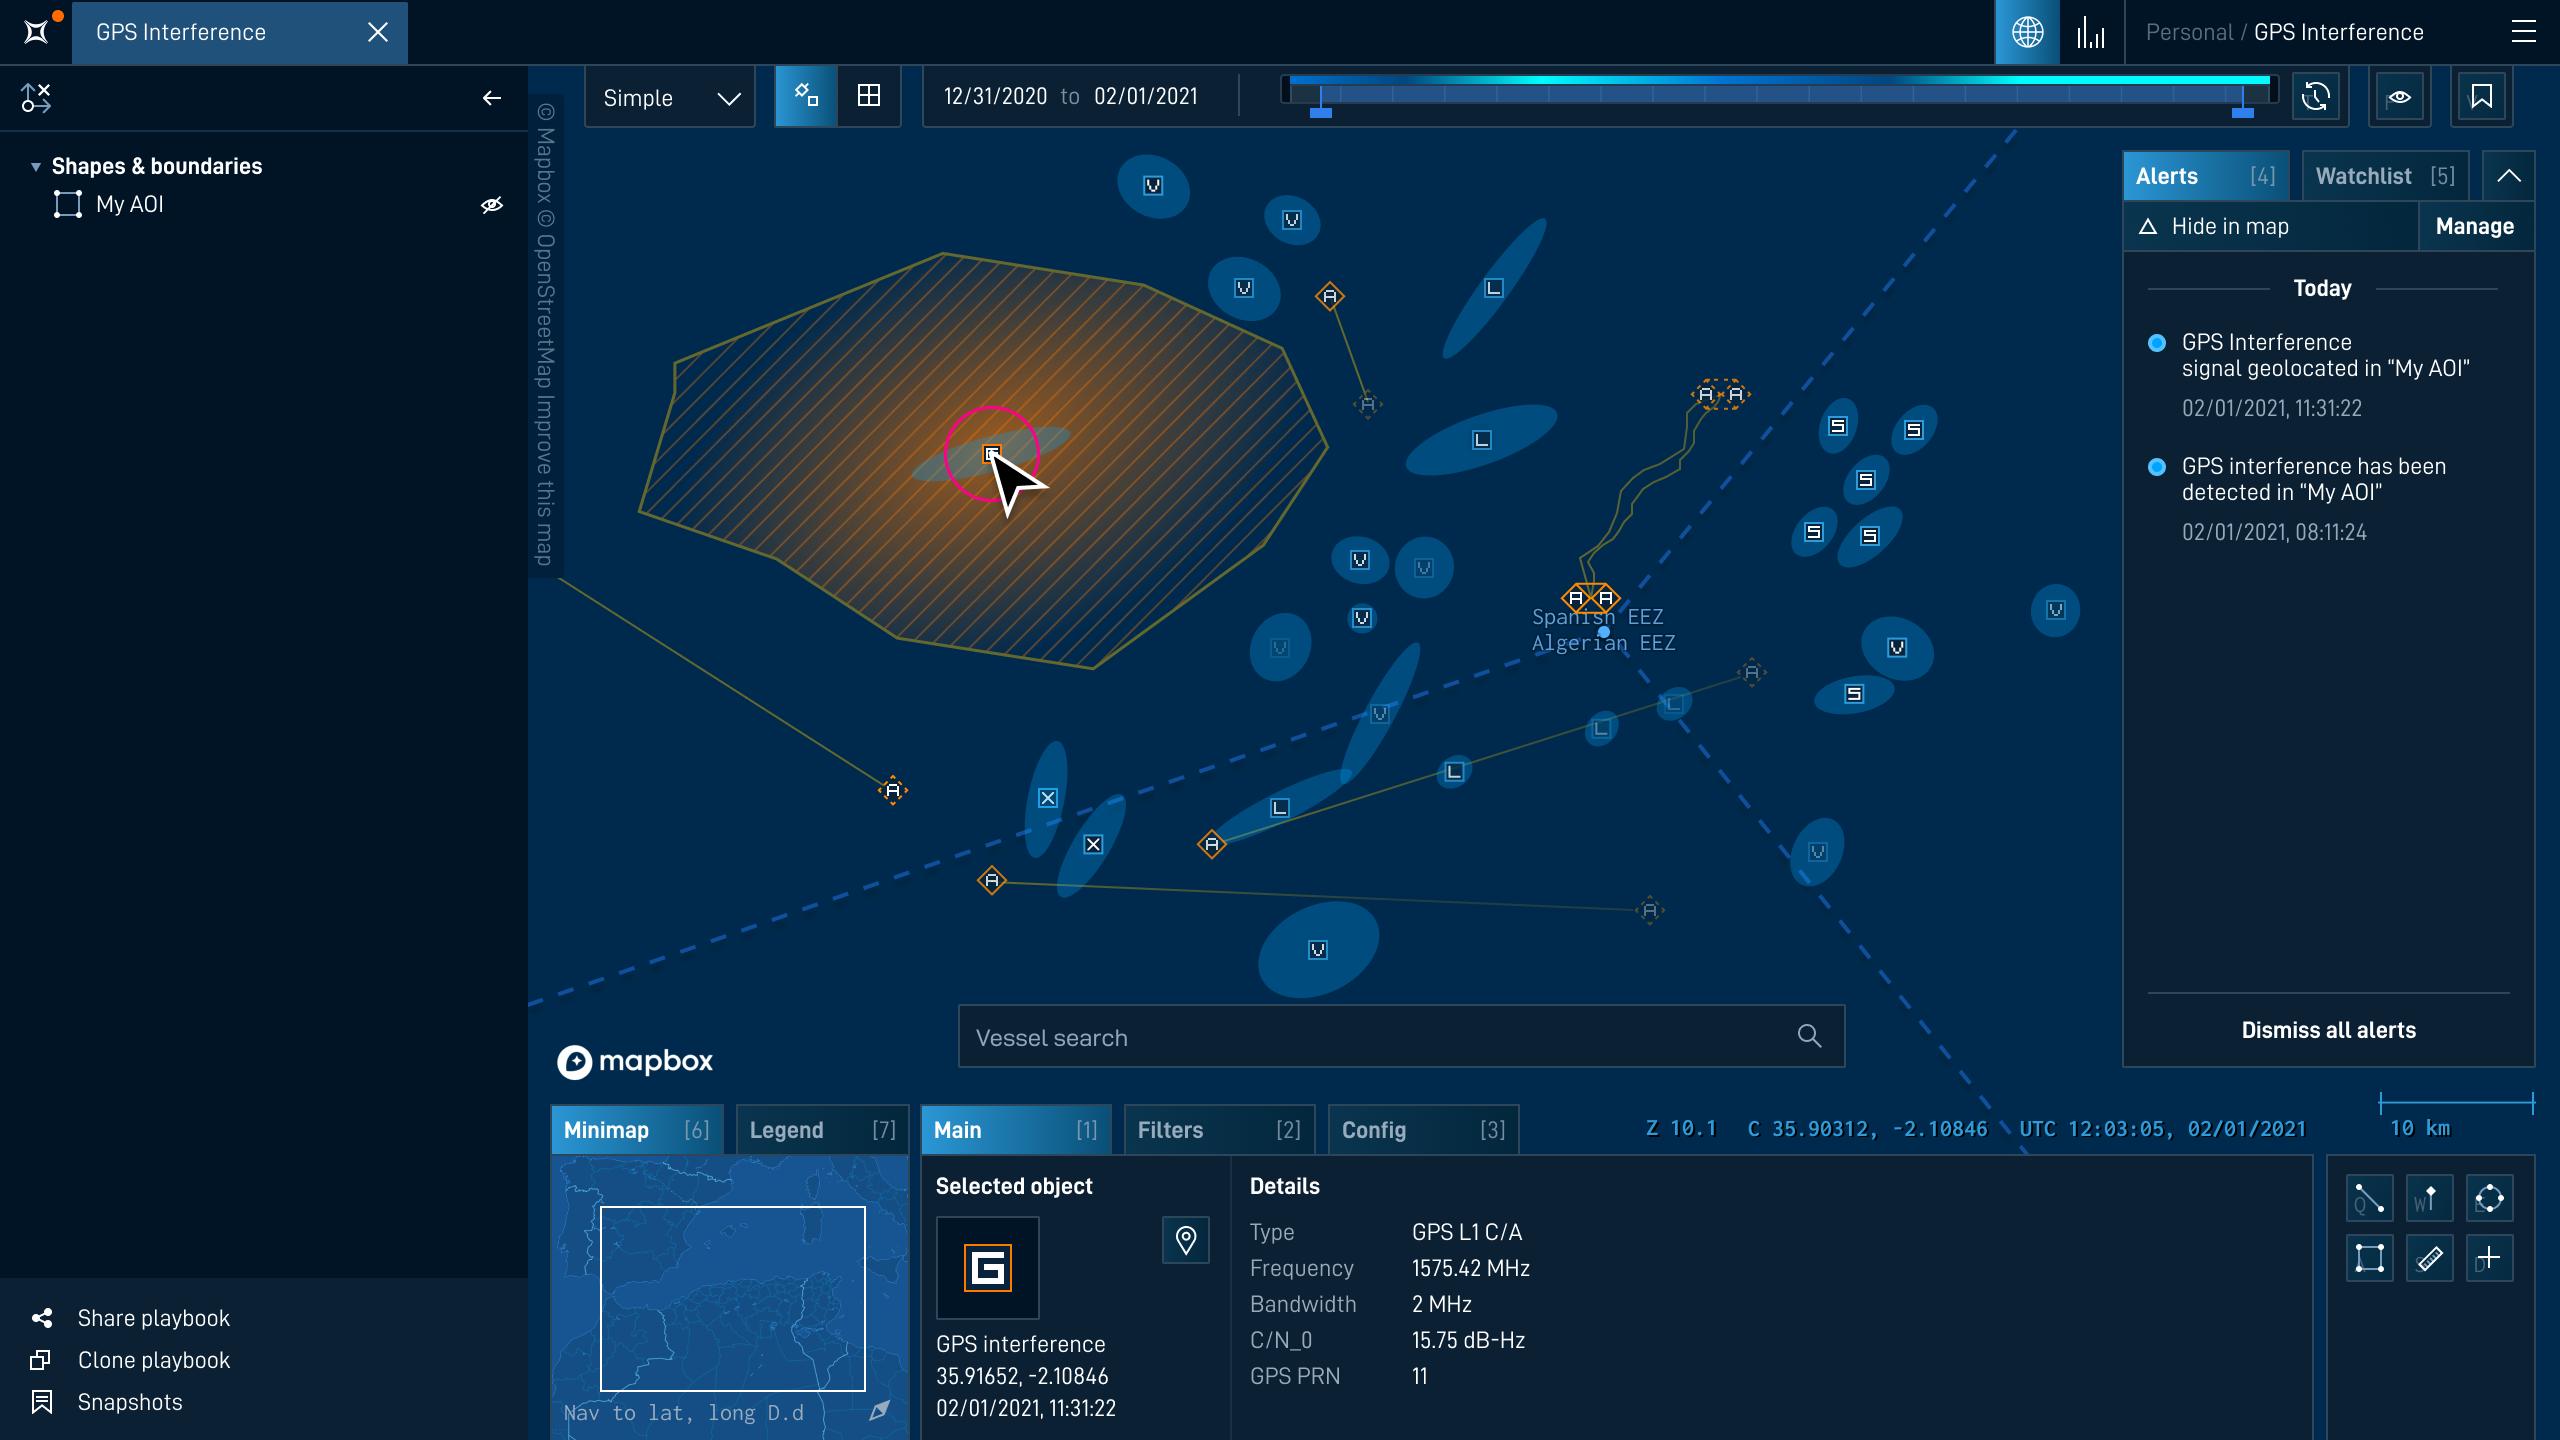 GPS Interference
Personal / GPS Interference
Simple
12/31/2020 to 02/01/2021
Shapes & boundaries
My AOI
© Mapbox © OpenStreetMap Improve this map
V
V
V
A
L
A
G
L
A A
S
S
S
S
S
V
V
V
V
A A
Spanish EEZ
Algerian EEZ
V
V
S
A
L
L
V
L
L
A
A
X
X
A
A
V
V
Alerts [4]
Watchlist [5]
Hide in map
Manage
Today
GPS Interference
signal geolocated in “My AOI”
02/01/2021, 11:31:22
GPS interference has been
detected in “My AOI”
02/01/2021, 08:11:24
Dismiss all alerts
Vessel search
mapbox
Z 10.1 C 35.90312, -2.10846 UTC 12:03:05, 02/01/2021
10 km
Minimap [6]
Legend [7]
Main [1]
Filters [2]
Config [3]
Nav to lat, long D.d
Selected object
G
GPS interference
35.91652, -2.10846
02/01/2021, 11:31:22
Details
Type GPS L1 C/A
Frequency 1575.42 MHz
Bandwidth 2 MHz
C/N_0 15.75 dB-Hz
GPS PRN 11
Q
W
D
Share playbook
Clone playbook
Snapshots